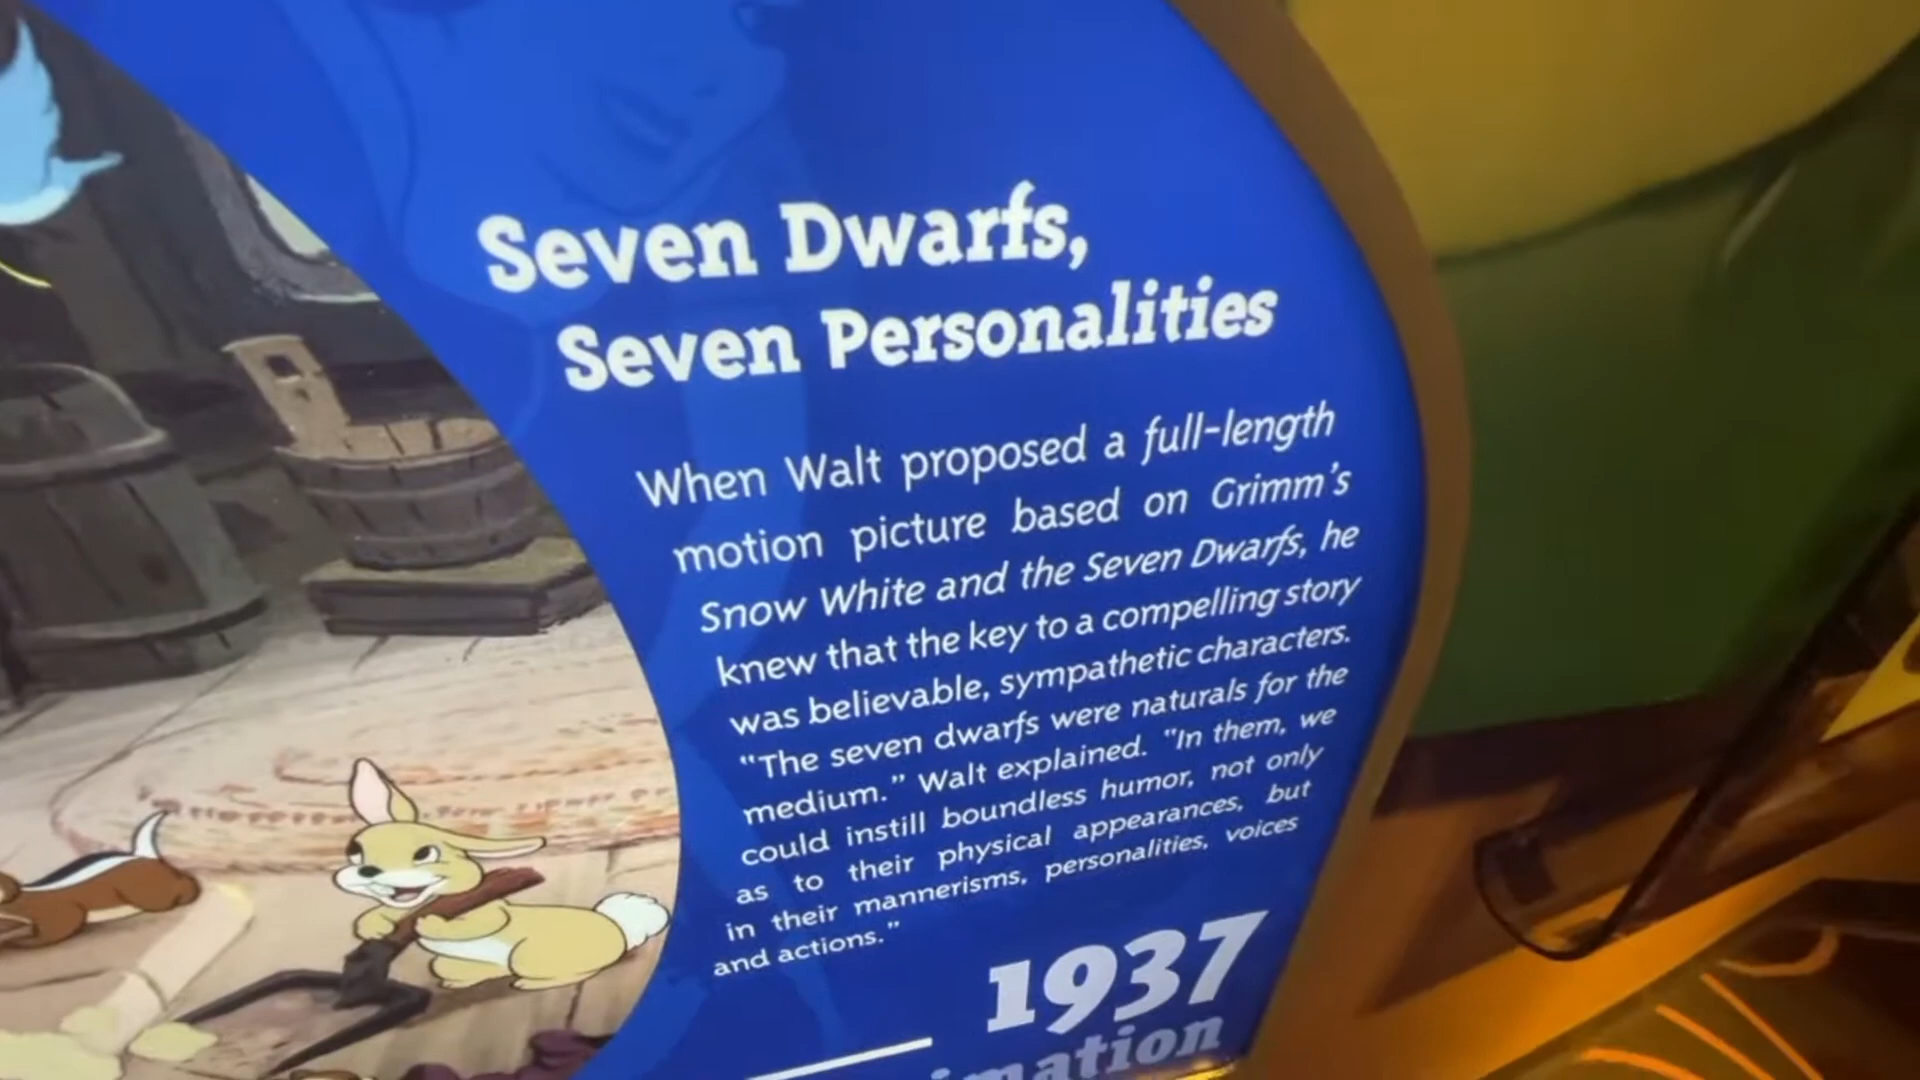 Seven Dwarfs,
Seven Personalities
When Walt proposed a full-length
motion picture based on Grimm's
Snow White and the Seven Dwarfs, he
knew that the key to a compelling story
was believable, sympathetic characters.
"The seven dwarfs were naturals for the
medium." Walt explained. "In them, we
could instill boundless humor, not only
as to their physical appearances, but
in their mannerisms, personalities, voices
and actions."
1937